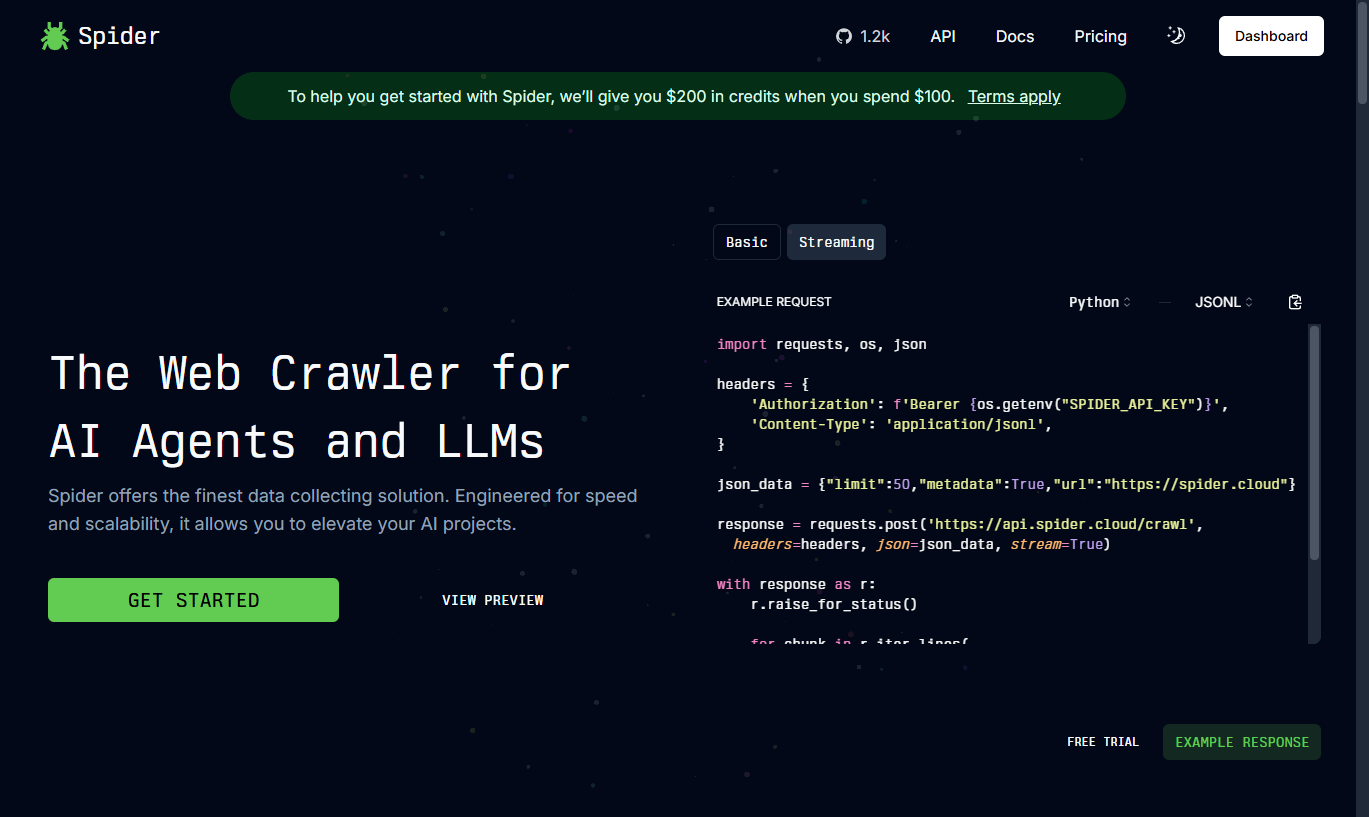 Spider
1.2k API Docs Pricing Dashboard
To help you get started with Spider, we’ll give you $200 in credits when you spend $100. Terms apply
Basic Streaming
EXAMPLE REQUEST Python JSONL
The Web Crawler for
AI Agents and LLMs
Spider offers the finest data collecting solution. Engineered for speed
and scalability, it allows you to elevate your AI projects.
GET STARTED VIEW PREVIEW
import requests, os, json
headers = {
    'Authorization': f'Bearer {os.getenv("SPIDER_API_KEY")}',
    'Content-Type': 'application/jsonl',
}
json_data = {"limit":50,"metadata":True,"url":"https://spider.cloud"}
response = requests.post('https://api.spider.cloud/crawl',
  headers=headers, json=json_data, stream=True)
with response as r:
    r.raise_for_status()
    for chunk in r.iter_lines(
FREE TRIAL EXAMPLE RESPONSE